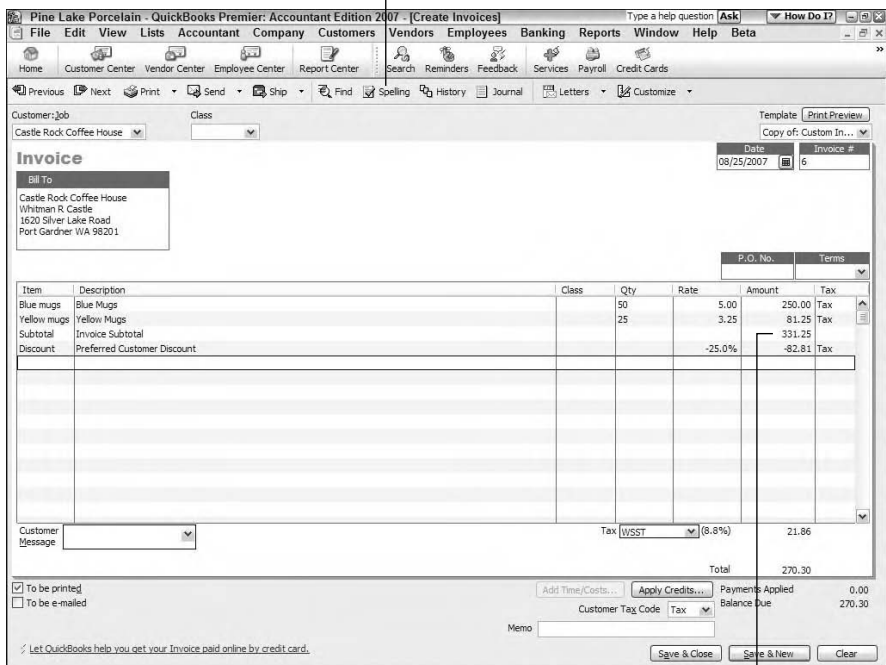 Pine Lake Porcelain - QuickBooks Premier: Accountant Edition 2007 - [Create Invoices] Type a help question Ask How Do I?
File Edit View Lists Accountant Company Customers Vendors Employees Banking Reports Window Help Beta
Home Customer Center Vendor Center Employee Center Report Center Search Reminders Feedback Services Payroll Credit Cards
Previous Next Print Send Ship Find Spelling History Journal Letters Customize
Customer:Job Class Template Print Preview
Castle Rock Coffee House Copy of: Custom In...
Invoice
Date Invoice #
08/25/2007 6
Bill To
Castle Rock Coffee House
Whitman R Castle
1620 Silver Lake Road
Port Gardner WA 98201
P.O. No. Terms
Item Description Class Qty Rate Amount Tax
Blue mugs Blue Mugs 50 5.00 250.00 Tax
Yellow mugs Yellow Mugs 25 3.25 81.25 Tax
Subtotal Invoice Subtotal 331.25
Discount Preferred Customer Discount -25.0% -82.81 Tax
Customer Message
Tax WSST (8.8%) 21.86
Total 270.30
To be printed
Add Time/Costs... Apply Credits... Payments Applied 0.00
To be e-mailed
Customer Tax Code Tax Balance Due 270.30
Memo
Let QuickBooks help you get your Invoice paid online by credit card.
Save & Close Save & New Clear